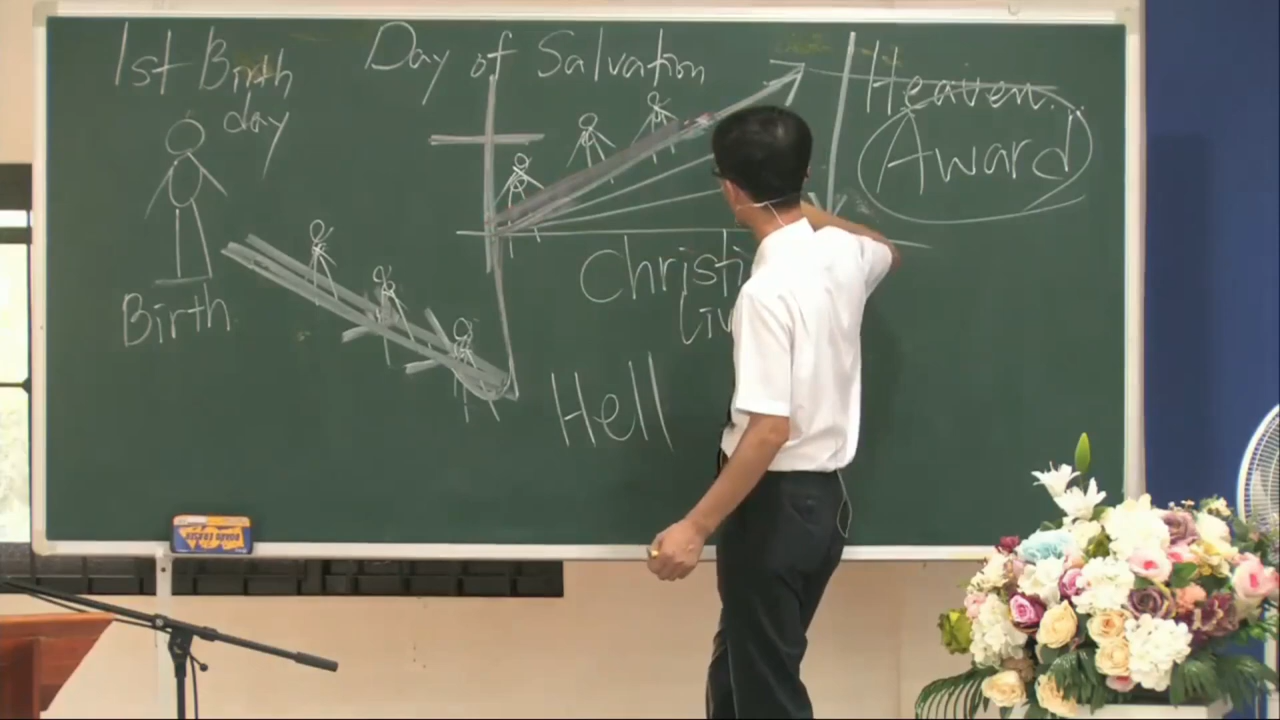 1st Birth
day
Day of Salvation
Heaven
Award
Birth
Hell